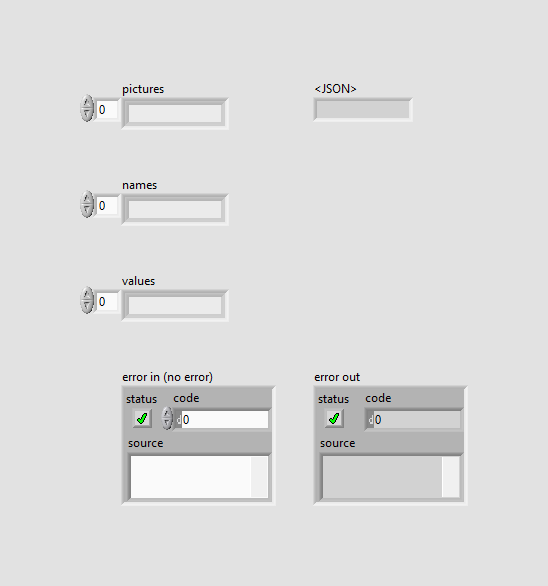 pictures
<JSON>
0
names
0
values
0
error in (no error)
error out
status
code
status
code
d
0
d
0
source
source